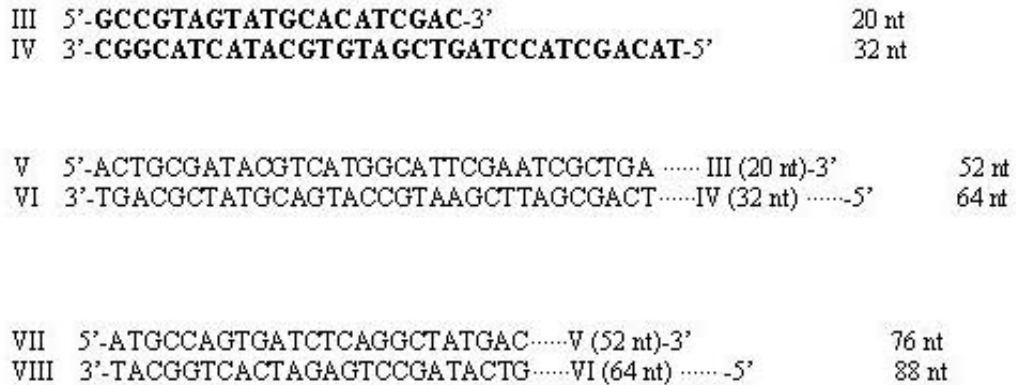 III 5’-GCCGTAGTATGCACATCGAC-3’ 20 nt
IV 3’-CGGCATCATACGTGTAGCTGATCCATCGACAT-5’ 32 nt
V 5’-ACTGCGATACGTCATGGCATTCGAATCGCTGA ······ III (20 nt)-3’ 52 nt
VI 3’-TGACGCTATGCAGTACCGTAAGCTTAGCGACT······IV (32 nt) ······-5’ 64 nt
VII 5’-ATGCCAGTGATCTCAGGCTATGAC······V (52 nt)-3’ 76 nt
VIII 3’-TACGGTCACTAGAGTCCGATACTG······VI (64 nt) ······ -5’ 88 nt